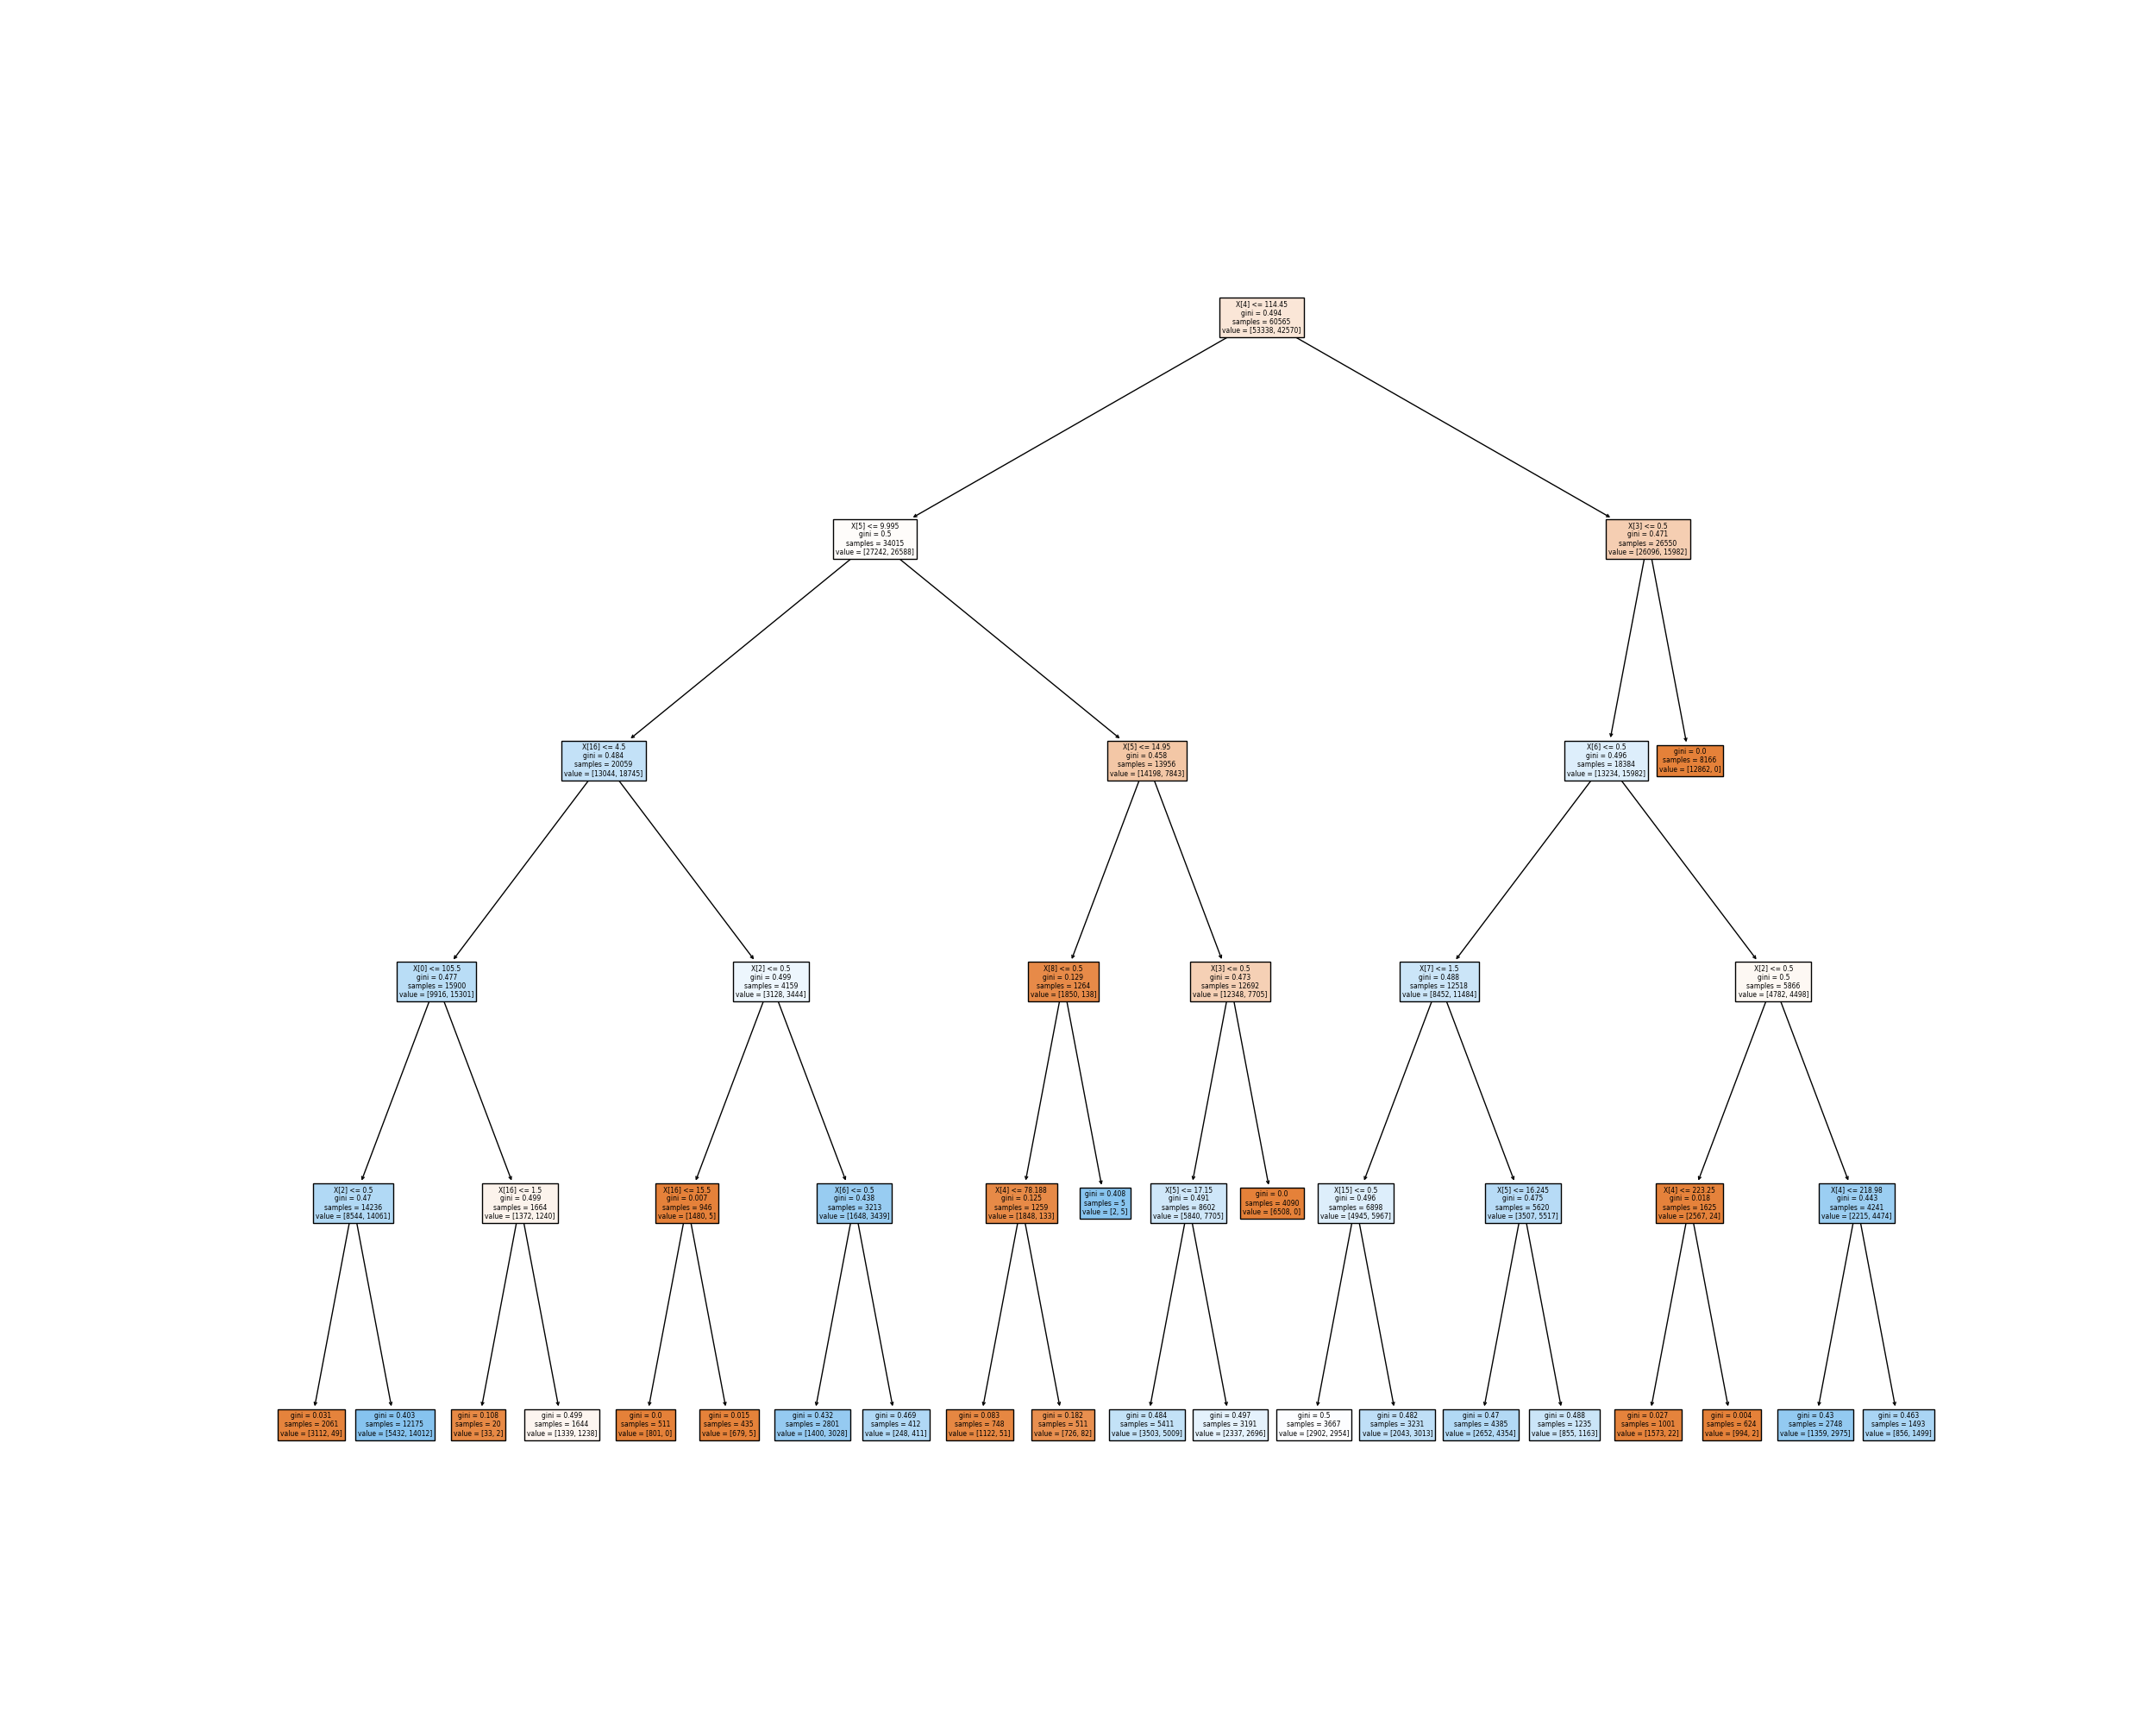 X[4] <= 114.45
gini = 0.494
samples = 60565
value = [53338, 42570]
X[5] <= 9.995
gini = 0.5
samples = 34015
value = [27242, 26588]
X[3] <= 0.5
gini = 0.471
samples = 26550
value = [26096, 15982]
X[16] <= 4.5
gini = 0.484
samples = 20059
value = [13044, 18745]
X[5] <= 14.95
gini = 0.458
samples = 13956
value = [14198, 7843]
X[6] <= 0.5
gini = 0.496
samples = 18384
value = [13234, 15982]
gini = 0.0
samples = 8166
value = [12862, 0]
X[0] <= 105.5
gini = 0.477
samples = 15900
value = [9916, 15301]
X[2] <= 0.5
gini = 0.499
samples = 4159
value = [3128, 3444]
X[8] <= 0.5
gini = 0.129
samples = 1264
value = [1850, 138]
X[3] <= 0.5
gini = 0.473
samples = 12692
value = [12348, 7705]
X[7] <= 1.5
gini = 0.488
samples = 12518
value = [8452, 11484]
X[2] <= 0.5
gini = 0.5
samples = 5866
value = [4782, 4498]
X[2] <= 0.5
gini = 0.47
samples = 14236
value = [8544, 14061]
X[16] <= 1.5
gini = 0.499
samples = 1664
value = [1372, 1240]
X[16] <= 15.5
gini = 0.007
samples = 946
value = [1480, 5]
X[6] <= 0.5
gini = 0.438
samples = 3213
value = [1648, 3439]
X[4] <= 78.188
gini = 0.125
samples = 1259
value = [1848, 133]
gini = 0.408
samples = 5
value = [2, 5]
X[5] <= 17.15
gini = 0.491
samples = 8602
value = [5840, 7705]
gini = 0.0
samples = 4090
value = [6508, 0]
X[15] <= 0.5
gini = 0.496
samples = 6898
value = [4945, 5967]
X[5] <= 16.245
gini = 0.475
samples = 5620
value = [3507, 5517]
X[4] <= 223.25
gini = 0.018
samples = 1625
value = [2567, 24]
X[4] <= 218.98
gini = 0.443
samples = 4241
value = [2215, 4474]
gini = 0.031
samples = 2061
value = [3112, 49]
gini = 0.403
samples = 12175
value = [5432, 14012]
gini = 0.108
samples = 20
value = [33, 2]
gini = 0.499
samples = 1644
value = [1339, 1238]
gini = 0.0
samples = 511
value = [801, 0]
gini = 0.015
samples = 435
value = [679, 5]
gini = 0.432
samples = 2801
value = [1400, 3028]
gini = 0.469
samples = 412
value = [248, 411]
gini = 0.083
samples = 748
value = [1122, 51]
gini = 0.182
samples = 511
value = [726, 82]
gini = 0.484
samples = 5411
value = [3503, 5009]
gini = 0.497
samples = 3191
value = [2337, 2696]
gini = 0.5
samples = 3667
value = [2902, 2954]
gini = 0.482
samples = 3231
value = [2043, 3013]
gini = 0.47
samples = 4385
value = [2652, 4354]
gini = 0.488
samples = 1235
value = [855, 1163]
gini = 0.027
samples = 1001
value = [1573, 22]
gini = 0.004
samples = 624
value = [994, 2]
gini = 0.43
samples = 2748
value = [1359, 2975]
gini = 0.463
samples = 1493
value = [856, 1499]